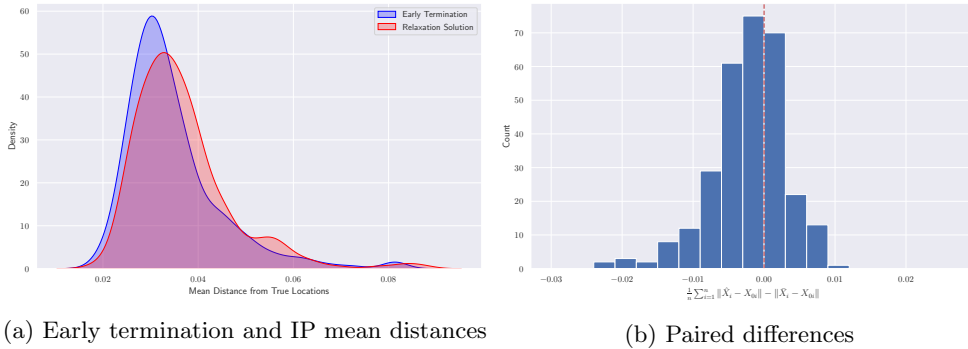 Early Termination
Relaxation Solution
60
50
40
30
20
10
0
Density
0.02 0.04 0.06 0.08
Mean Distance from True Locations
70
60
50
40
30
20
10
0
Count
−0.03 −0.02 −0.01 0.00 0.01 0.02
(a) Early termination and IP mean distances
(b) Paired differences